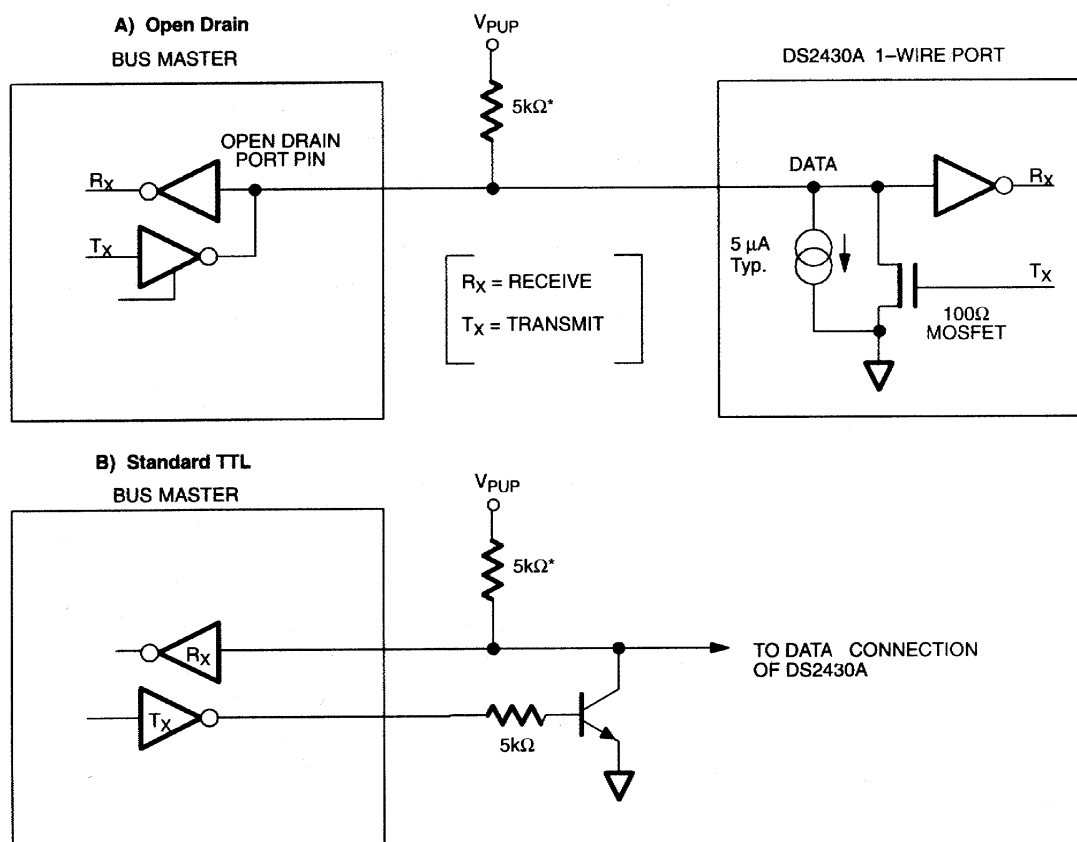 A) Open Drain
BUS MASTER
V_PUP
5kΩ*
DS2430A 1–WIRE PORT
OPEN DRAIN
PORT PIN
R_X
T_X
DATA
R_X
5 μA
Typ.
T_X
100Ω
MOSFET
R_X = RECEIVE
T_X = TRANSMIT
B) Standard TTL
BUS MASTER
V_PUP
5kΩ*
R_X
T_X
5kΩ
TO DATA CONNECTION
OF DS2430A